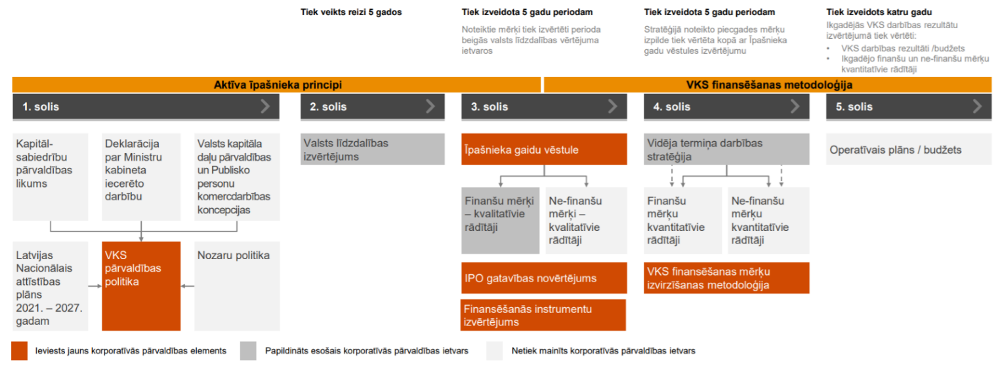 Tiek veikts reizi 5 gados
Tiek izveidota 5 gadu periodam
Noteiktie mērķi tiek izvērtēti perioda
beigās valsts līdzdalības vērtējuma
ietvaros
Tiek izveidota 5 gadu periodam
Stratēģijā noteikto piecgades mērķu
izpilde tiek vērtēta kopā ar Īpašnieka
gadu vēstules izvērtējumu
Tiek izveidots katru gadu
Ikgadējās VKS darbības rezultātu
izvērtējumā tiek vērtēti:
• VKS darbības rezultāti /budžets
• Ikgadējo finanšu un ne-finanšu mērķu
kvantitatīvie rādītāji
Aktīva īpašnieka principi
VKS finansēšanas metodoloģija
1. solis
2. solis
3. solis
4. solis
5. solis
Kapitāl-
sabiedrību
pārvaldības
likums
Deklarācija
par Ministru
kabineta
iecerēto
darbību
Valsts kapitāla
daļu pārvaldības
un Publisko
personu
komercdarbības
koncepcijas
Latvijas
Nacionālais
attīstības
plāns
2021. – 2027.
gadam
VKS
pārvaldības
politika
Nozaru politika
Valsts līdzdalības
izvērtējums
Īpašnieka gaidu vēstule
Finanšu mērķi
– kvalitatīvie
rādītāji
Ne-finanšu
mērķi –
kvalitatīvie
rādītāji
IPO gatavības novērtējums
Finansēšanās instrumentu
izvērtējums
Vidēja termiņa darbības
stratēģija
Finanšu
mērķu
kvantitatīvie
rādītāji
Ne-finanšu
mērķu
kvantitatīvie
rādītāji
VKS finansēšanas mērķu
izvirzīšanas metodoloģija
Operatīvais plāns / budžets
Ieviests jauns korporatīvās pārvaldības elements
Papildināts esošais korporatīvās pārvaldības ietvars
Netiek mainīts korporatīvās pārvaldības ietvars